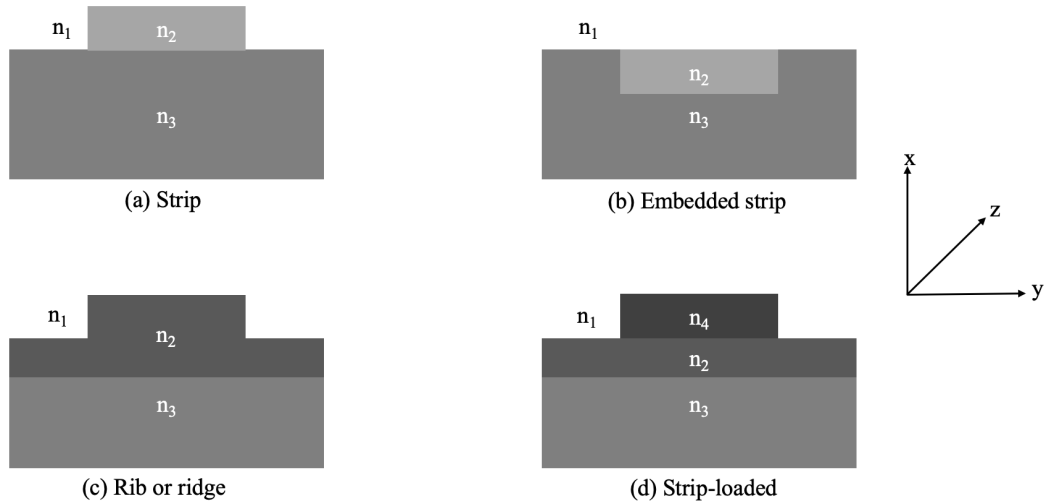 n₁
n₂
n₃
(a) Strip
n₁
n₂
n₃
(b) Embedded strip
x
z
y
n₁
n₂
n₃
(c) Rib or ridge
n₁
n₄
n₂
n₃
(d) Strip-loaded